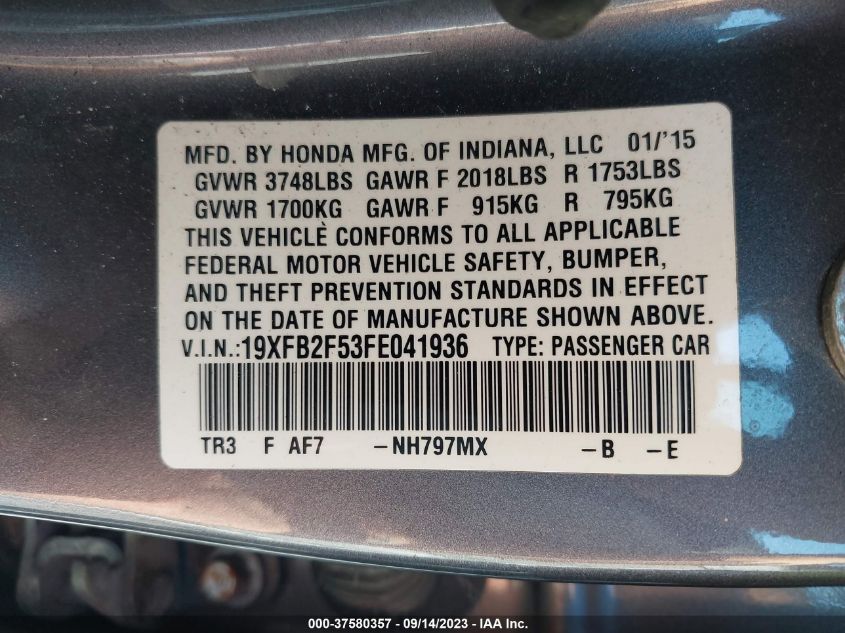 MFD. BY HONDA MFG. OF INDIANA, LLC 01/'15
GVWR 3748LBS GAWR F 2018LBS R 1753LBS
GVWR 1700KG GAWR F 915KG R 795KG
THIS VEHICLE CONFORMS TO ALL APPLICABLE
FEDERAL MOTOR VEHICLE SAFETY, BUMPER,
AND THEFT PREVENTION STANDARDS IN EFFECT
ON THE DATE OF MANUFACTURE SHOWN ABOVE.
V.I.N.:19XFB2F53FE041936 TYPE: PASSENGER CAR
TR3 F AF7 -NH797MX -B -E
000-37580357 - 09/14/2023 - IAA Inc.